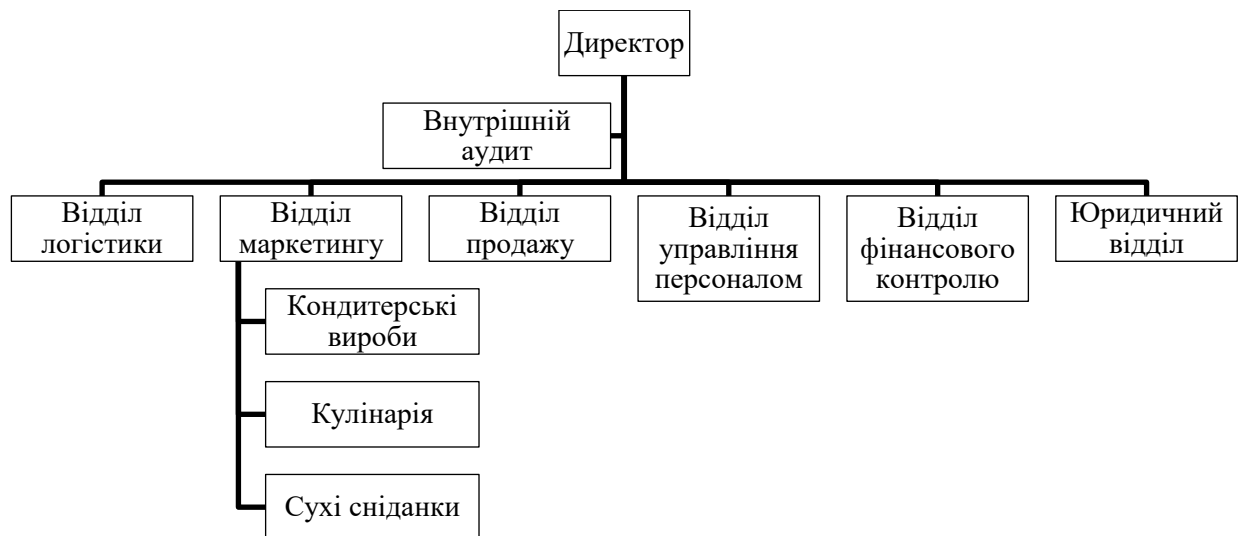 Директор
Внутрішній
аудит
Відділ
логістики
Відділ
маркетингу
Відділ
продажу
Відділ
управління
персоналом
Відділ
фінансового
контролю
Юридичний
відділ
Кондитерські
вироби
Кулінарія
Сухі сніданки